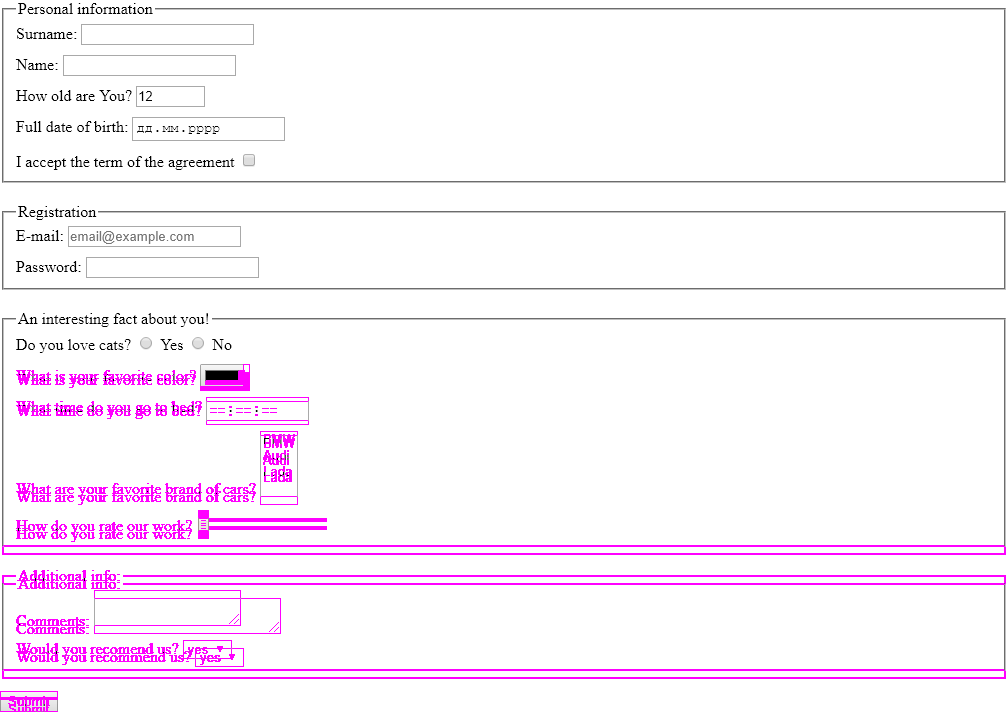 Personal information
Surname:
Name:
How old are You? 12
Full date of birth: дд.мм.рррр
I accept the term of the agreement
Registration
E-mail: email@example.com
Password:
An interesting fact about you!
Do you love cats? Yes No
What is your favorite color?
What is your favorite color?
What time do you go to bed? --:--:--
What time do you go to bed?
BMW
BMW
Audi
Audi
Lada
Lada
What are your favorite brand of cars?
What are your favorite brand of cars?
How do you rate our work?
How do you rate our work?
Additional info:
Additional info:
Comments:
Comments:
Would you recomend us? yes
Would you recommend us? yes
Submit
Submit